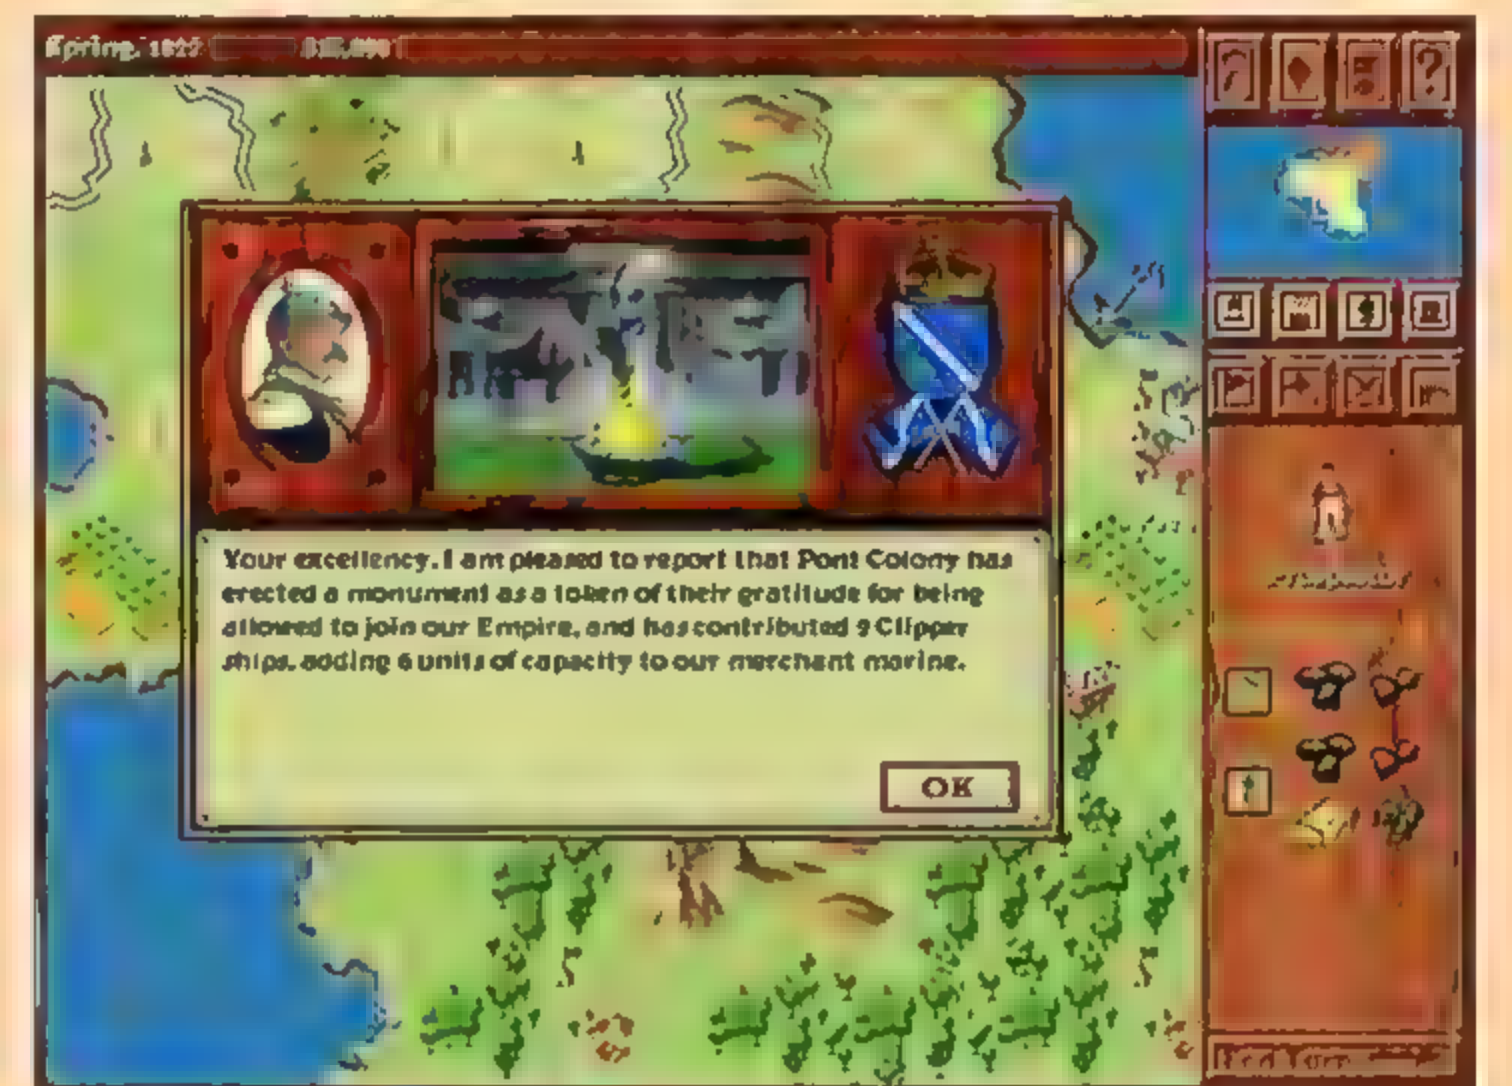 Spring, 1822
?
Your excellency, I am pleased to report that Pont Colony has
erected a monument as a token of their gratitude for being
allowed to join our Empire, and has contributed 9 Clipper
ships, adding 6 units of capacity to our merchant marine.
OK
End Turn